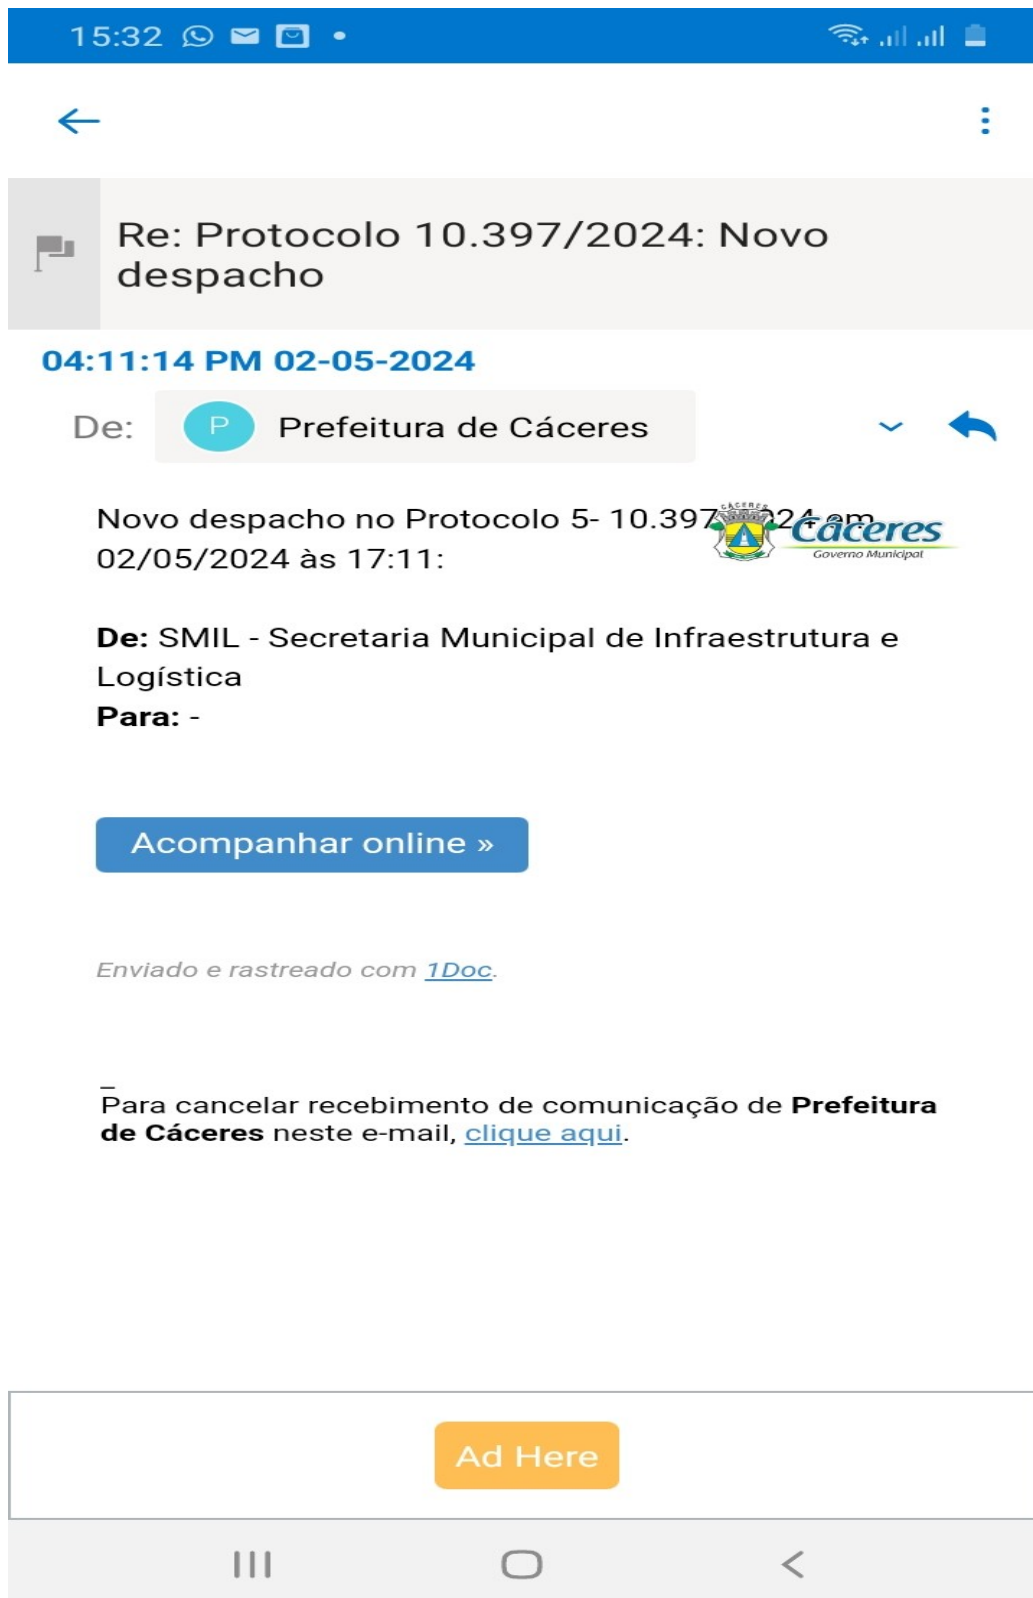 15:32
Re: Protocolo 10.397/2024: Novo
despacho
04:11:14 PM 02-05-2024
De: P Prefeitura de Cáceres
Novo despacho no Protocolo 5- 10.397/2024 em
02/05/2024 às 17:11:
CÁCERES
Cáceres
Governo Municipal
De: SMIL - Secretaria Municipal de Infraestrutura e
Logística
Para: -
Acompanhar online »
Enviado e rastreado com 1Doc.
_
Para cancelar recebimento de comunicação de Prefeitura
de Cáceres neste e-mail, clique aqui.
Ad Here